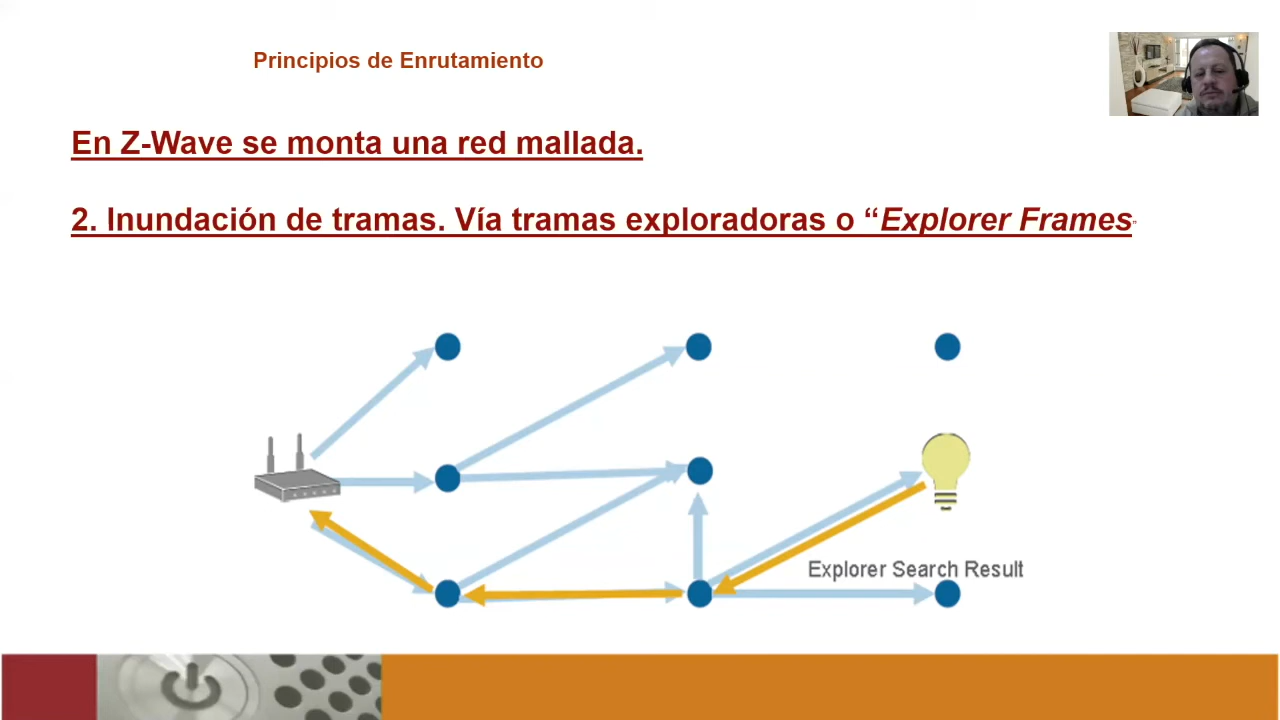 Principios de Enrutamiento
En Z-Wave se monta una red mallada.
2. Inundación de tramas. Vía tramas exploradoras o “Explorer Frames”
Explorer Search Result